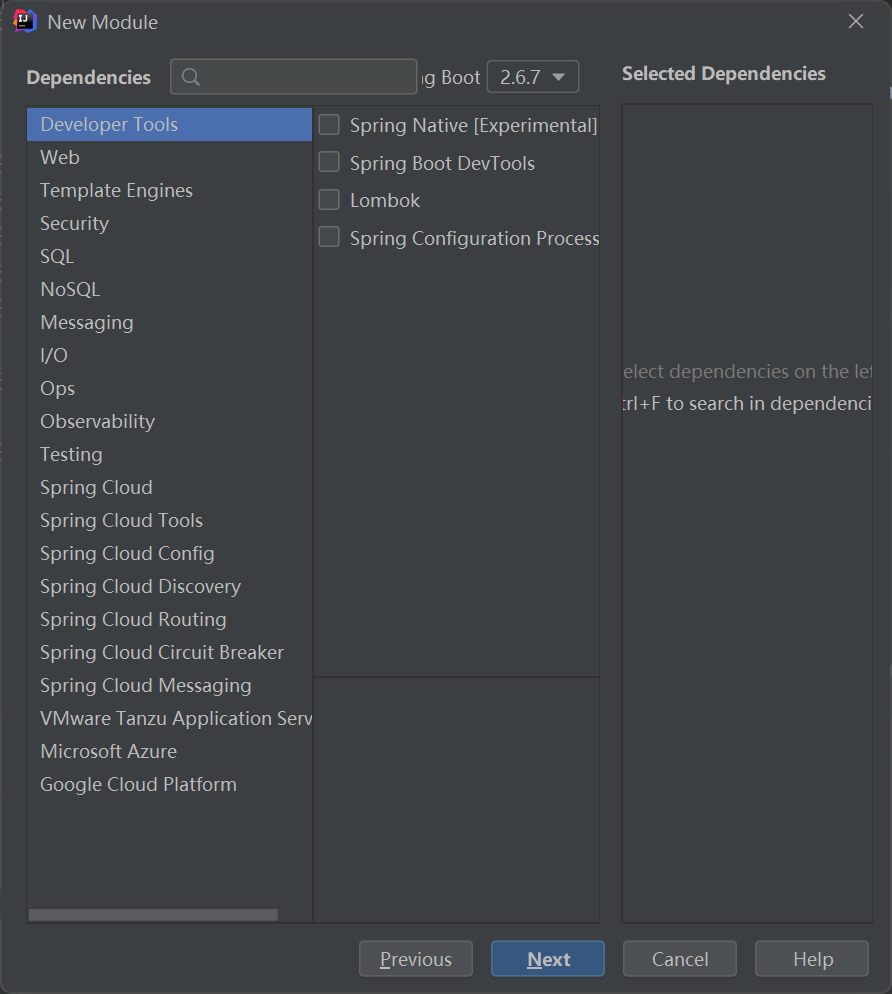 New Module
Dependencies
g Boot 2.6.7
Selected Dependencies
Developer Tools
Web
Template Engines
Security
SQL
NoSQL
Messaging
I/O
Ops
Observability
Testing
Spring Cloud
Spring Cloud Tools
Spring Cloud Config
Spring Cloud Discovery
Spring Cloud Routing
Spring Cloud Circuit Breaker
Spring Cloud Messaging
VMware Tanzu Application Serv
Microsoft Azure
Google Cloud Platform
Spring Native [Experimental]
Spring Boot DevTools
Lombok
Spring Configuration Process
elect dependencies on the lef
trl+F to search in dependenci
Previous
Next
Cancel
Help